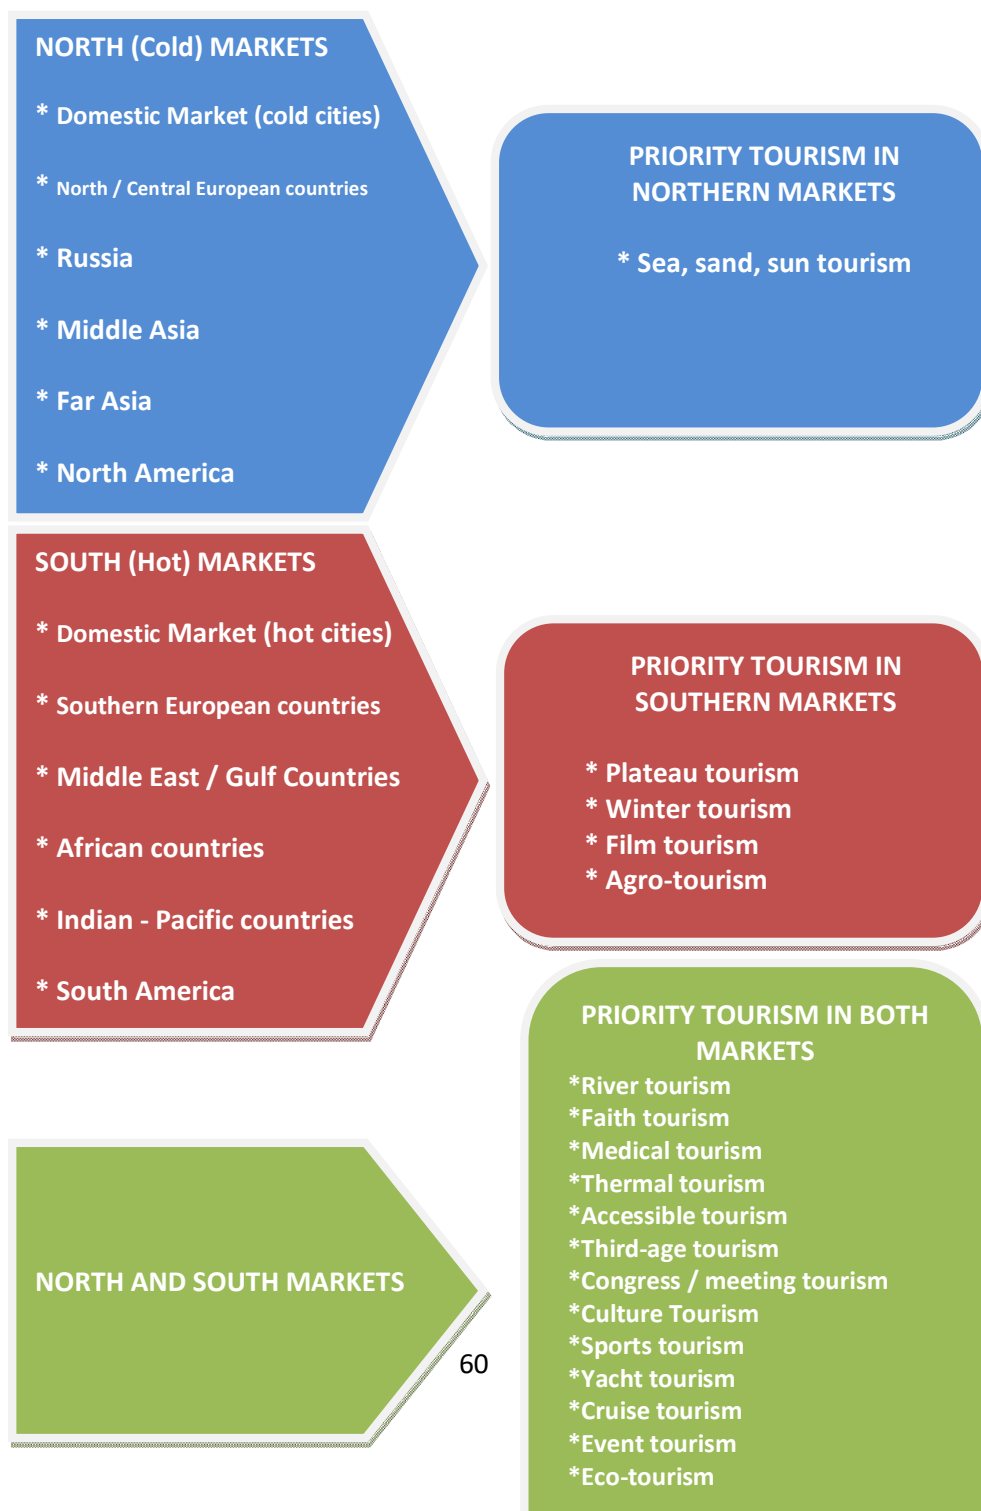 NORTH (Cold) MARKETS
* Domestic Market (cold cities)
* North / Central European countries
* Russia
* Middle Asia
* Far Asia
* North America
PRIORITY TOURISM IN
NORTHERN MARKETS
* Sea, sand, sun tourism
SOUTH (Hot) MARKETS
* Domestic Market (hot cities)
* Southern European countries
* Middle East / Gulf Countries
* African countries
* Indian - Pacific countries
* South America
PRIORITY TOURISM IN
SOUTHERN MARKETS
* Plateau tourism
* Winter tourism
* Film tourism
* Agro-tourism
NORTH AND SOUTH MARKETS
PRIORITY TOURISM IN BOTH
MARKETS
*River tourism
*Faith tourism
*Medical tourism
*Thermal tourism
*Accessible tourism
*Third-age tourism
*Congress / meeting tourism
*Culture Tourism
*Sports tourism
*Yacht tourism
*Cruise tourism
*Event tourism
*Eco-tourism
60